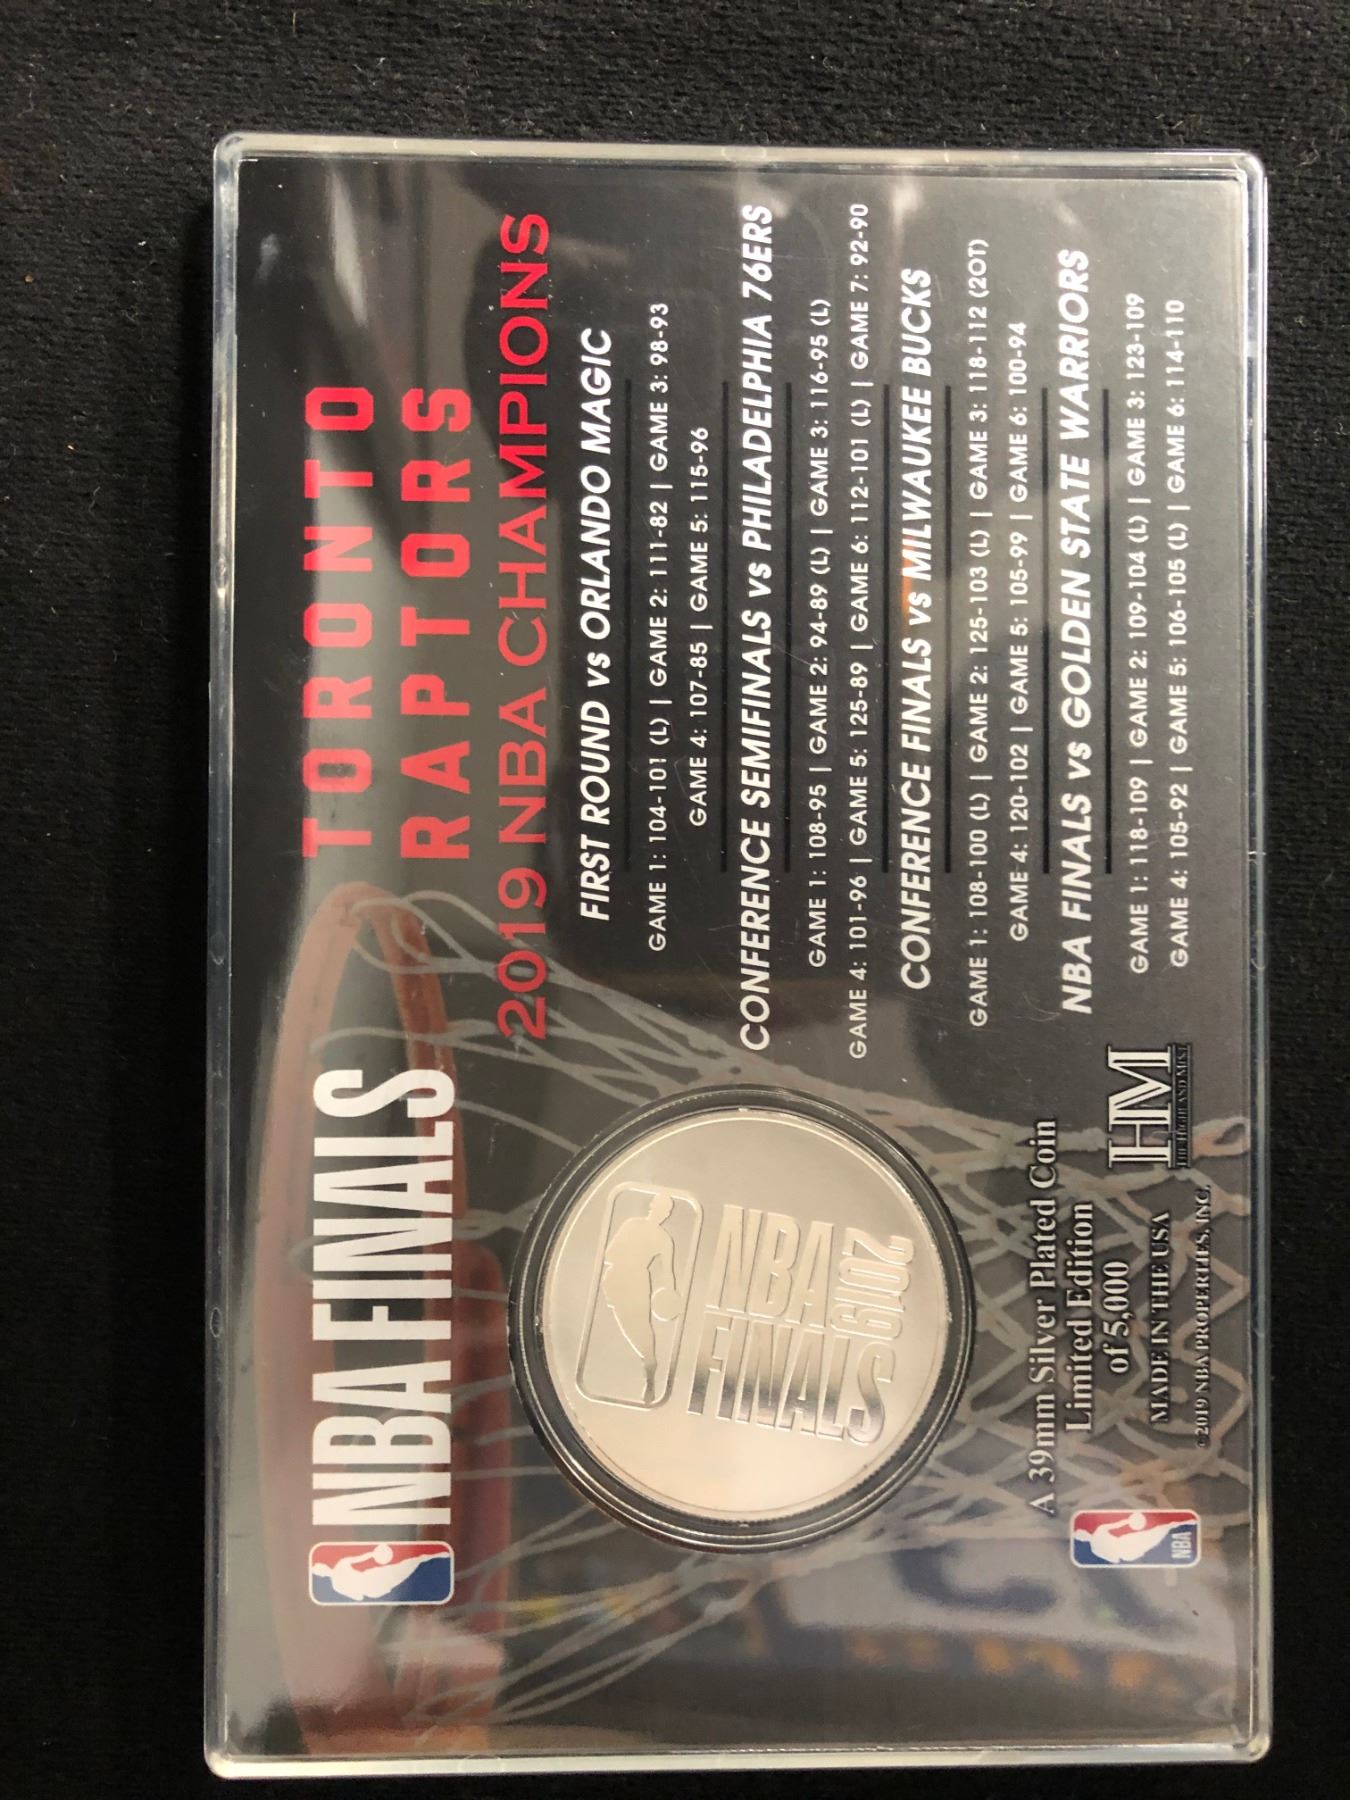 NBA FINALS
TORONTO
RAPTORS
2019 NBA CHAMPIONS
FIRST ROUND vs ORLANDO MAGIC
GAME 1: 104-101 (L) | GAME 2: 111-82 | GAME 3: 98-93
GAME 4: 107-85 | GAME 5: 115-96
CONFERENCE SEMIFINALS vs PHILADELPHIA 76ERS
GAME 1: 108-95 | GAME 2: 94-89 (L) | GAME 3: 116-95 (L)
GAME 4: 101-96 | GAME 5: 125-89 | GAME 6: 112-101 (L) | GAME 7: 92-90
CONFERENCE FINALS vs MILWAUKEE BUCKS
GAME 1: 108-100 (L) | GAME 2: 125-103 (L) | GAME 3: 118-112 (2OT)
GAME 4: 120-102 | GAME 5: 105-99 | GAME 6: 100-94
NBA FINALS vs GOLDEN STATE WARRIORS
GAME 1: 118-109 | GAME 2: 109-104 (L) | GAME 3: 123-109
GAME 4: 105-92 | GAME 5: 106-105 (L) | GAME 6: 114-110
NBA
FINALS
2019
A 39mm Silver Plated Coin
Limited Edition
of 5,000
MADE IN THE USA
©2019 NBA PROPERTIES, INC.
NBA
HM
THE HIGHLAND MINT